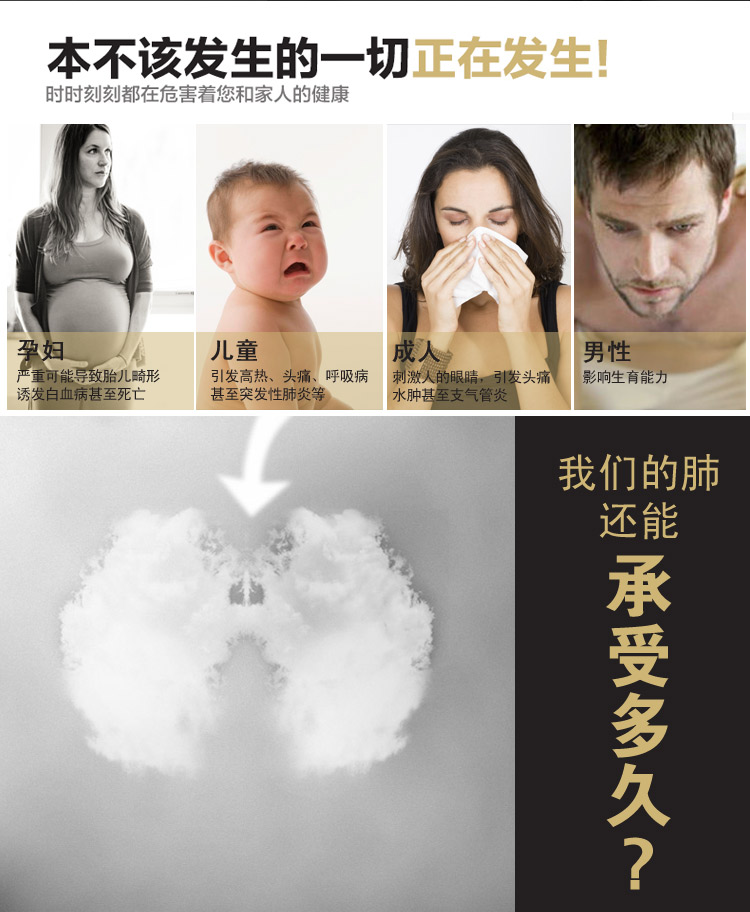 本不该发生的一切正在发生!
时时刻刻都在危害着您和家人的健康
孕妇
严重可能导致胎儿畸形
诱发白血病甚至死亡
儿童
引发高热、头痛、呼吸病
甚至突发性肺炎等
成人
刺激人的眼睛，引发头痛
水肿甚至支气管炎
男性
影响生育能力
我们的肺
还能
承受多久?